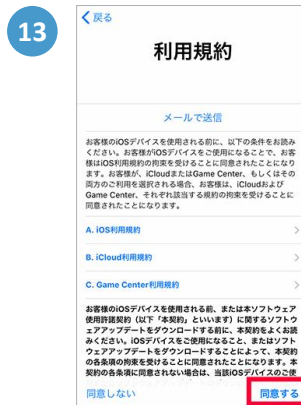 13
戻る
利用規約
メールで送信
お客様のiOSデバイスを使用される前に、以下の条件をお読み
ください。お客様がiOSデバイスをご使用になることで、お客
様はiOS利用規約の拘束を受けることに同意されたことになり
ます。お客様が、iCloudまたはGame Center、もしくはその
両方のご利用を選択される場合、お客様は、iCloudおよび
Game Center、それぞれ該当する規約の拘束を受けることに
同意されたことになります。
A. iOS利用規約
B. iCloud利用規約
C. Game Center利用規約
お客様のiOSデバイスを使用される前、または本ソフトウェア
使用許諾契約（以下「本契約」といいます）に関するソフトウ
ェアアップデートをダウンロードする前に、本契約をよくお読
みください。iOSデバイスをご使用になること、またはソフト
ウェアアップデートをダウンロードすることによって、本契約
の各条項の拘束を受けることに同意されたことになります。本
契約の各条項に同意されない場合は、当該iOSデバイスのご使
同意しない
同意する